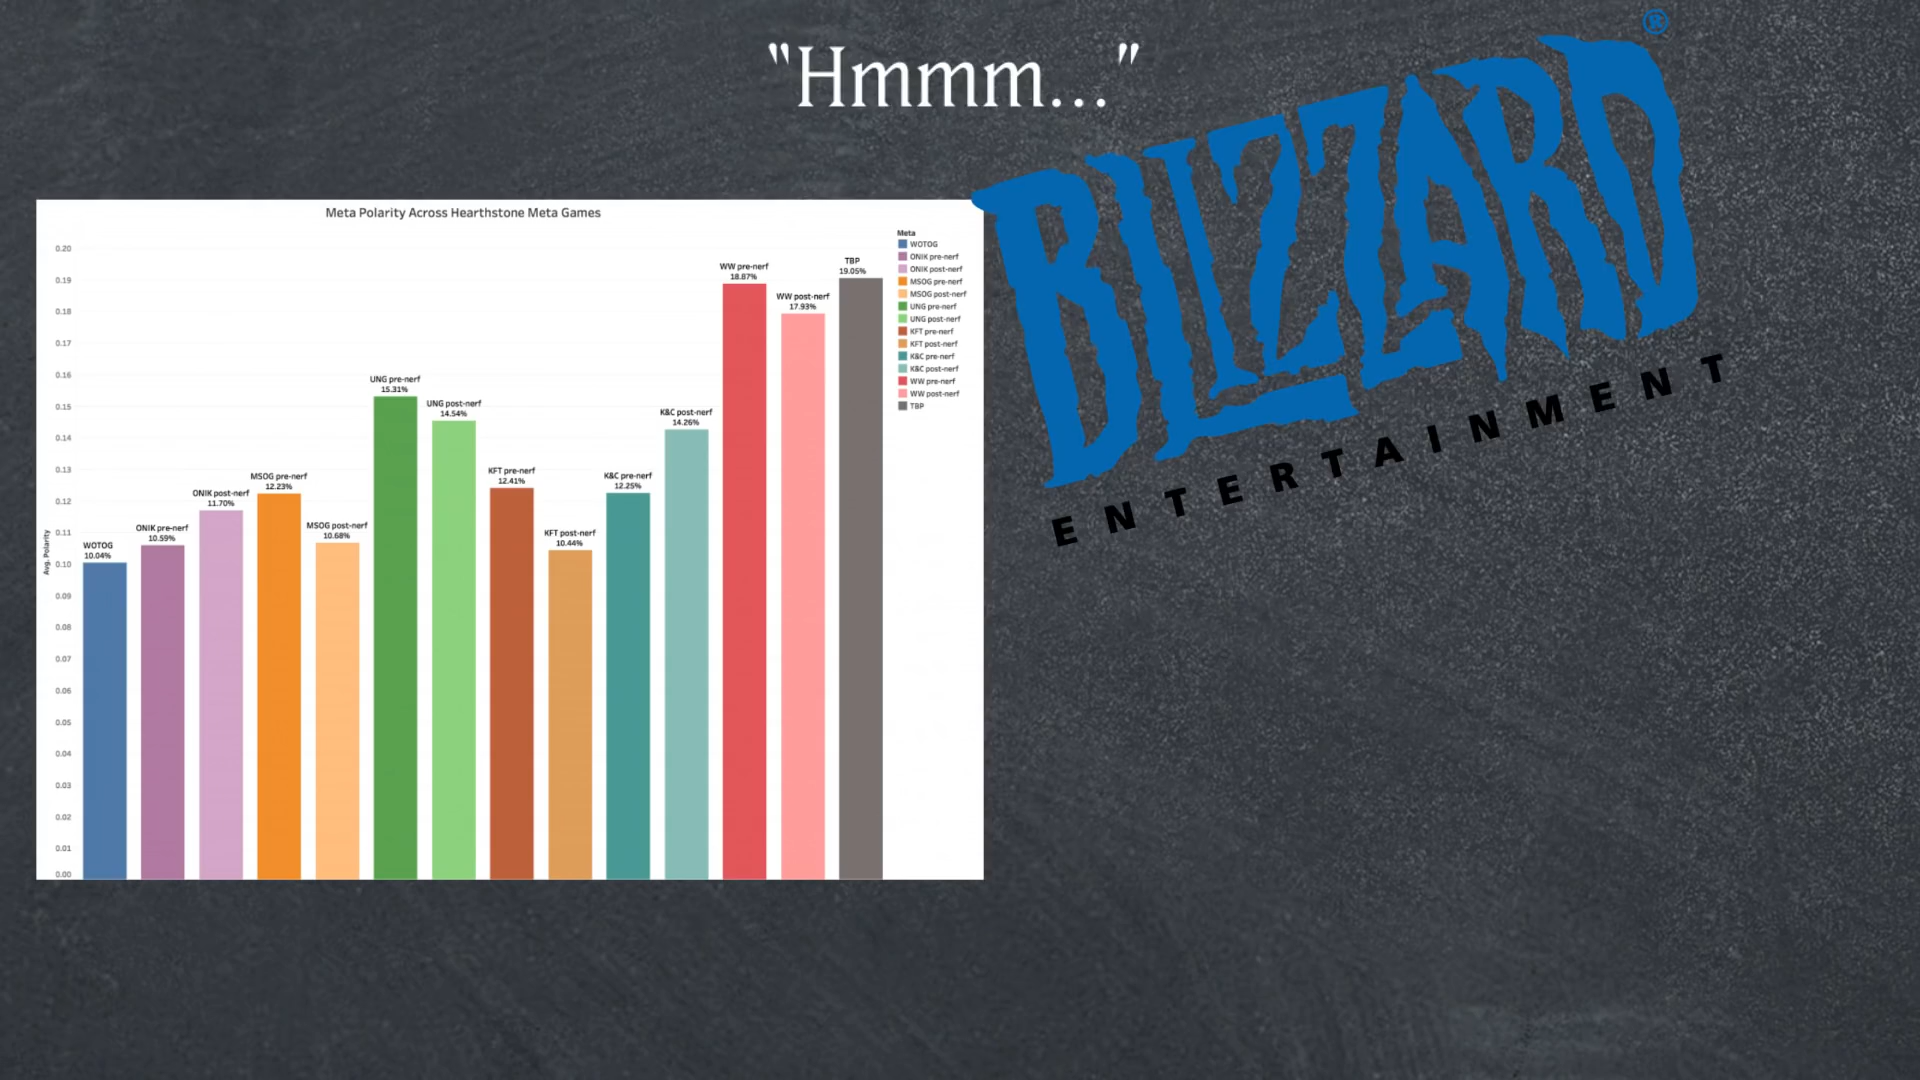 "Hmmm..."
BLIZZARD®
ENTERTAINMENT
Meta Polarity Across Hearthstone Meta Games
Avg. Polarity
0.20
0.19
0.18
0.17
0.16
0.15
0.14
0.13
0.12
0.11
0.10
0.09
0.08
0.07
0.06
0.05
0.04
0.03
0.02
0.01
0.00
WOTOG
10.04%
ONIK pre-nerf
10.59%
ONIK post-nerf
11.70%
MSOG pre-nerf
12.23%
MSOG post-nerf
10.68%
UNG pre-nerf
15.31%
UNG post-nerf
14.54%
KFT pre-nerf
12.41%
KFT post-nerf
10.44%
K&C pre-nerf
12.25%
K&C post-nerf
14.26%
WW pre-nerf
18.87%
WW post-nerf
17.93%
TBP
19.05%
Meta
WOTOG
ONIK pre-nerf
ONIK post-nerf
MSOG pre-nerf
MSOG post-nerf
UNG pre-nerf
UNG post-nerf
KFT pre-nerf
KFT post-nerf
K&C pre-nerf
K&C post-nerf
WW pre-nerf
WW post-nerf
TBP